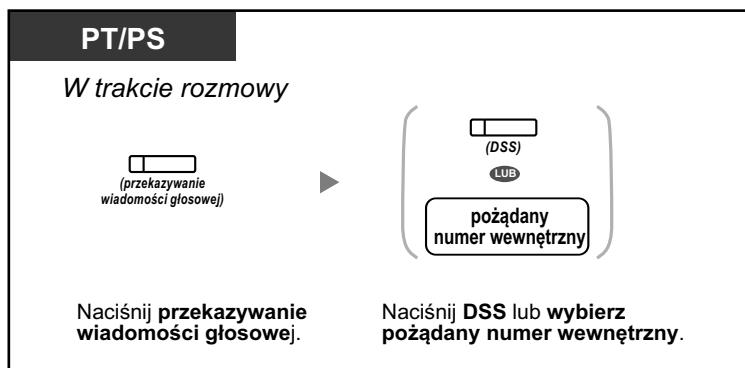 PT/PS
W trakcie rozmowy
(przekazywanie
wiadomości głosowej)
(DSS)
LUB
pożądany
numer wewnętrzny
Naciśnij przekazywanie
wiadomości głosowej.
Naciśnij DSS lub wybierz
pożądany numer wewnętrzny.